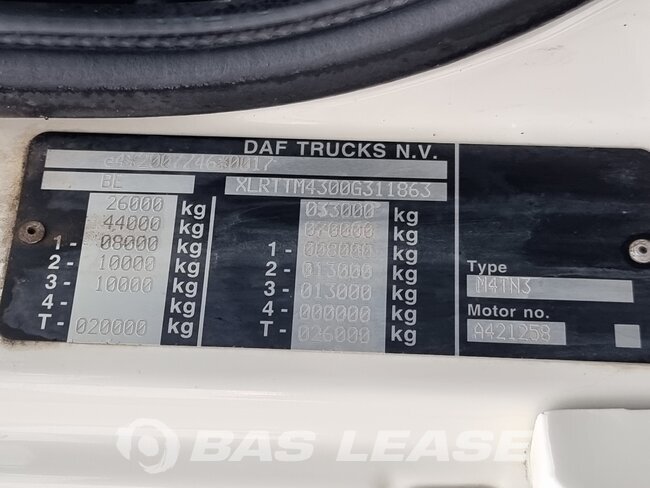 DAF TRUCKS N.V.
e4*2007/46*0017
BE XLRTTM4300G311863
26000 kg 033000 kg
44000 kg 070000 kg
1 - 08000 kg 1 - 008000 kg
2 - 10000 kg 2 - 013000 kg
3 - 10000 kg 3 - 013000 kg
4 - kg 4 - 000000 kg
T - 020000 kg T - 026000 kg
Type
M4TN3
Motor no.
A421258
BAS LEASE